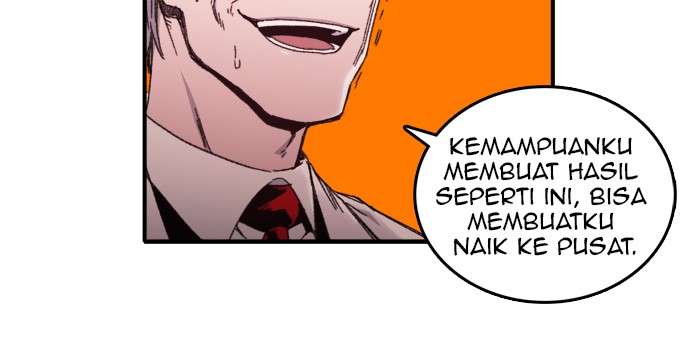 KEMAMPUANKU
MEMBUAT HASIL
SEPERTI INI, BISA
MEMBUATKU
NAIK KE PUSAT.